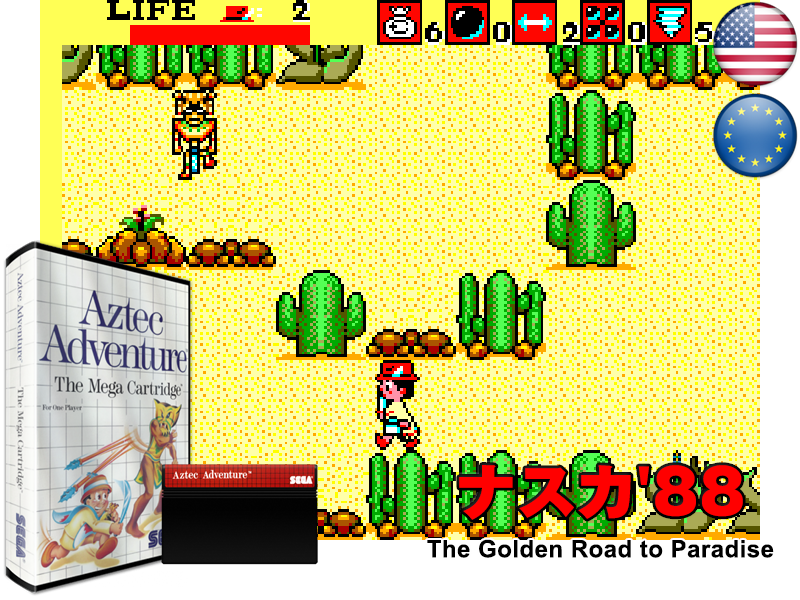 LIFE : 2
6 0 2 0 5
Aztec Adventure The Mega Cartridge SEGA
Aztec
Adventure
The Mega Cartridge
For One Player
Aztec Adventure™
SEGA
ナスカ'88
The Golden Road to Paradise